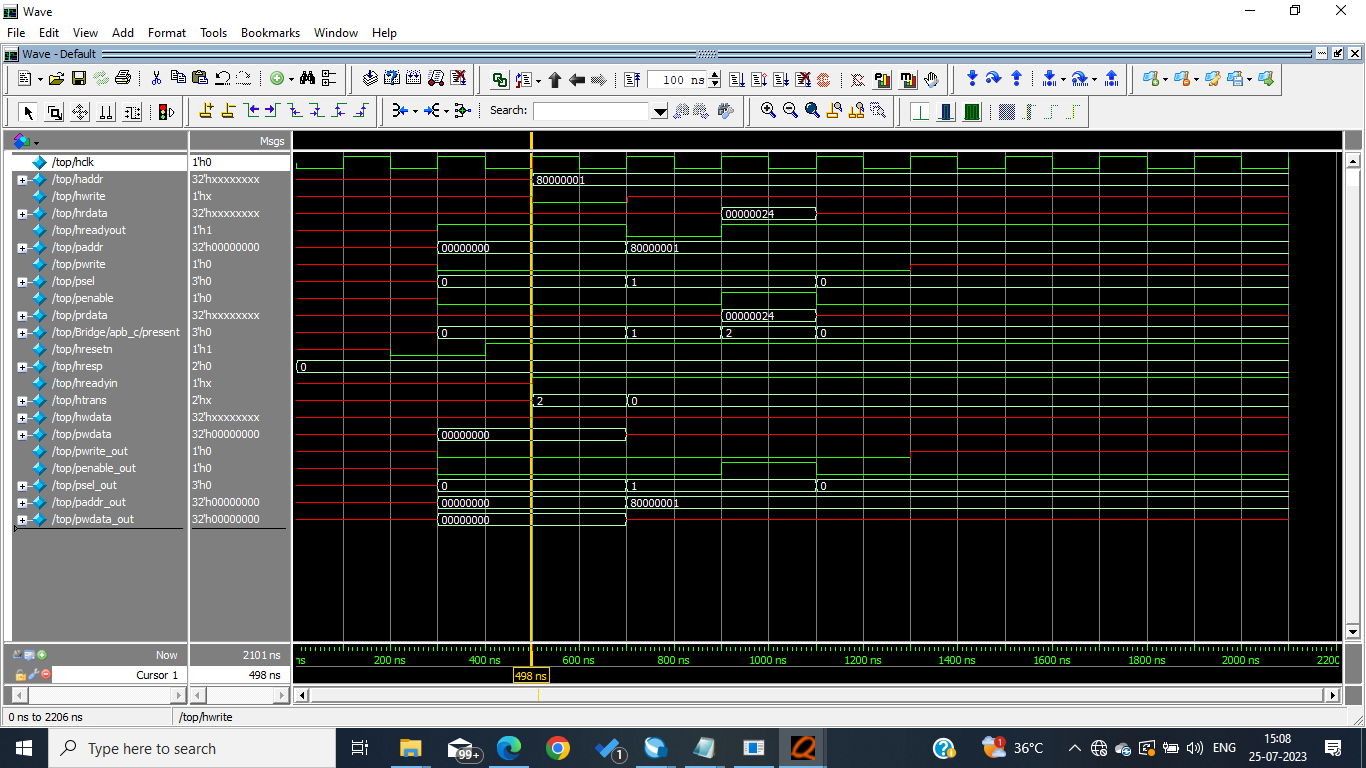 Wave
File Edit View Add Format Tools Bookmarks Window Help
Wave - Default
100 ns
Search:
Msgs
/top/hclk 1'h0
/top/haddr 32'hxxxxxxxx 80000001
/top/hwrite 1'hx
/top/hrdata 32'hxxxxxxxx 00000024
/top/hreadyout 1'h1
/top/paddr 32'h00000000 00000000 80000001
/top/pwrite 1'h0
/top/psel 3'h0 0 1 0
/top/penable 1'h0
/top/prdata 32'hxxxxxxxx 00000024
/top/Bridge/apb_c/present 3'h0 0 1 2 0
/top/hresetn 1'h1
/top/hresp 2'h0 0
/top/hreadyin 1'hx
/top/htrans 2'hx 2 0
/top/hwdata 32'hxxxxxxxx
/top/pwdata 32'h00000000 00000000
/top/pwrite_out 1'h0
/top/penable_out 1'h0
/top/psel_out 3'h0 0 1 0
/top/paddr_out 32'h00000000 00000000 80000001
/top/pwdata_out 32'h00000000 00000000
Now 2101 ns ns 200 ns 400 ns 600 ns 800 ns 1000 ns 1200 ns 1400 ns 1600 ns 1800 ns 2000 ns 2200
Cursor 1 498 ns 498 ns
0 ns to 2206 ns /top/hwrite
Type here to search 99+ 1 1 36°C ENG 15:08
25-07-2023